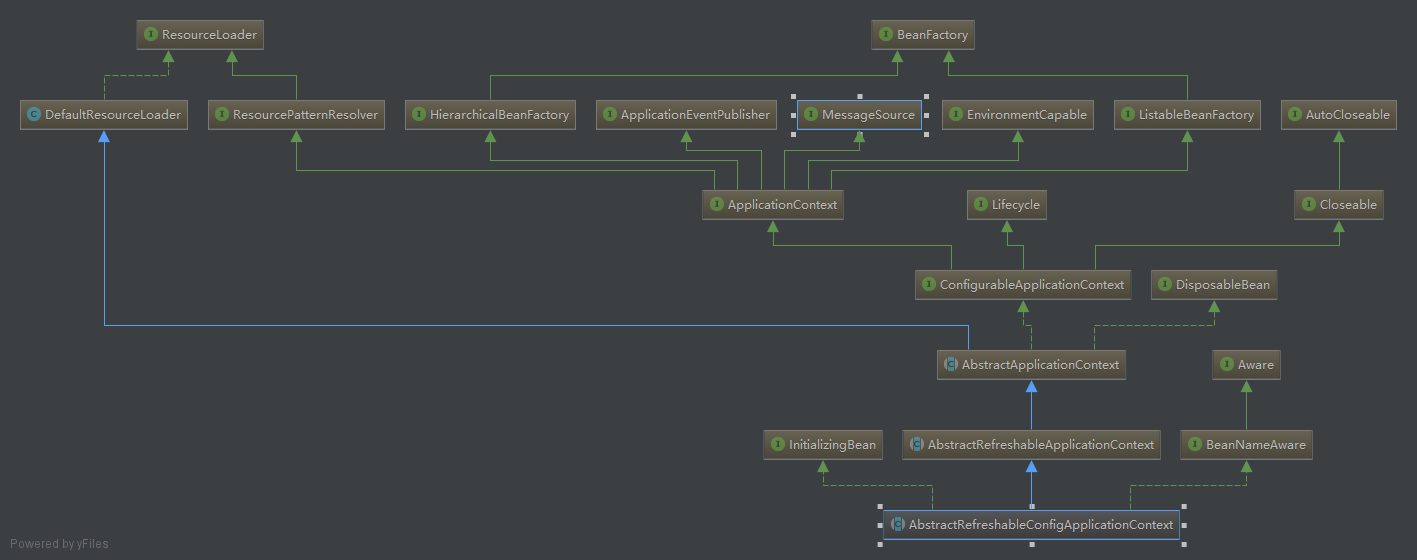 I ResourceLoader
I BeanFactory
C DefaultResourceLoader
I ResourcePatternResolver
I HierarchicalBeanFactory
I ApplicationEventPublisher
I MessageSource
I EnvironmentCapable
I ListableBeanFactory
I AutoCloseable
I ApplicationContext
I Lifecycle
I Closeable
I ConfigurableApplicationContext
I DisposableBean
C AbstractApplicationContext
I Aware
I InitializingBean
C AbstractRefreshableApplicationContext
I BeanNameAware
C AbstractRefreshableConfigApplicationContext
Powered by yFiles